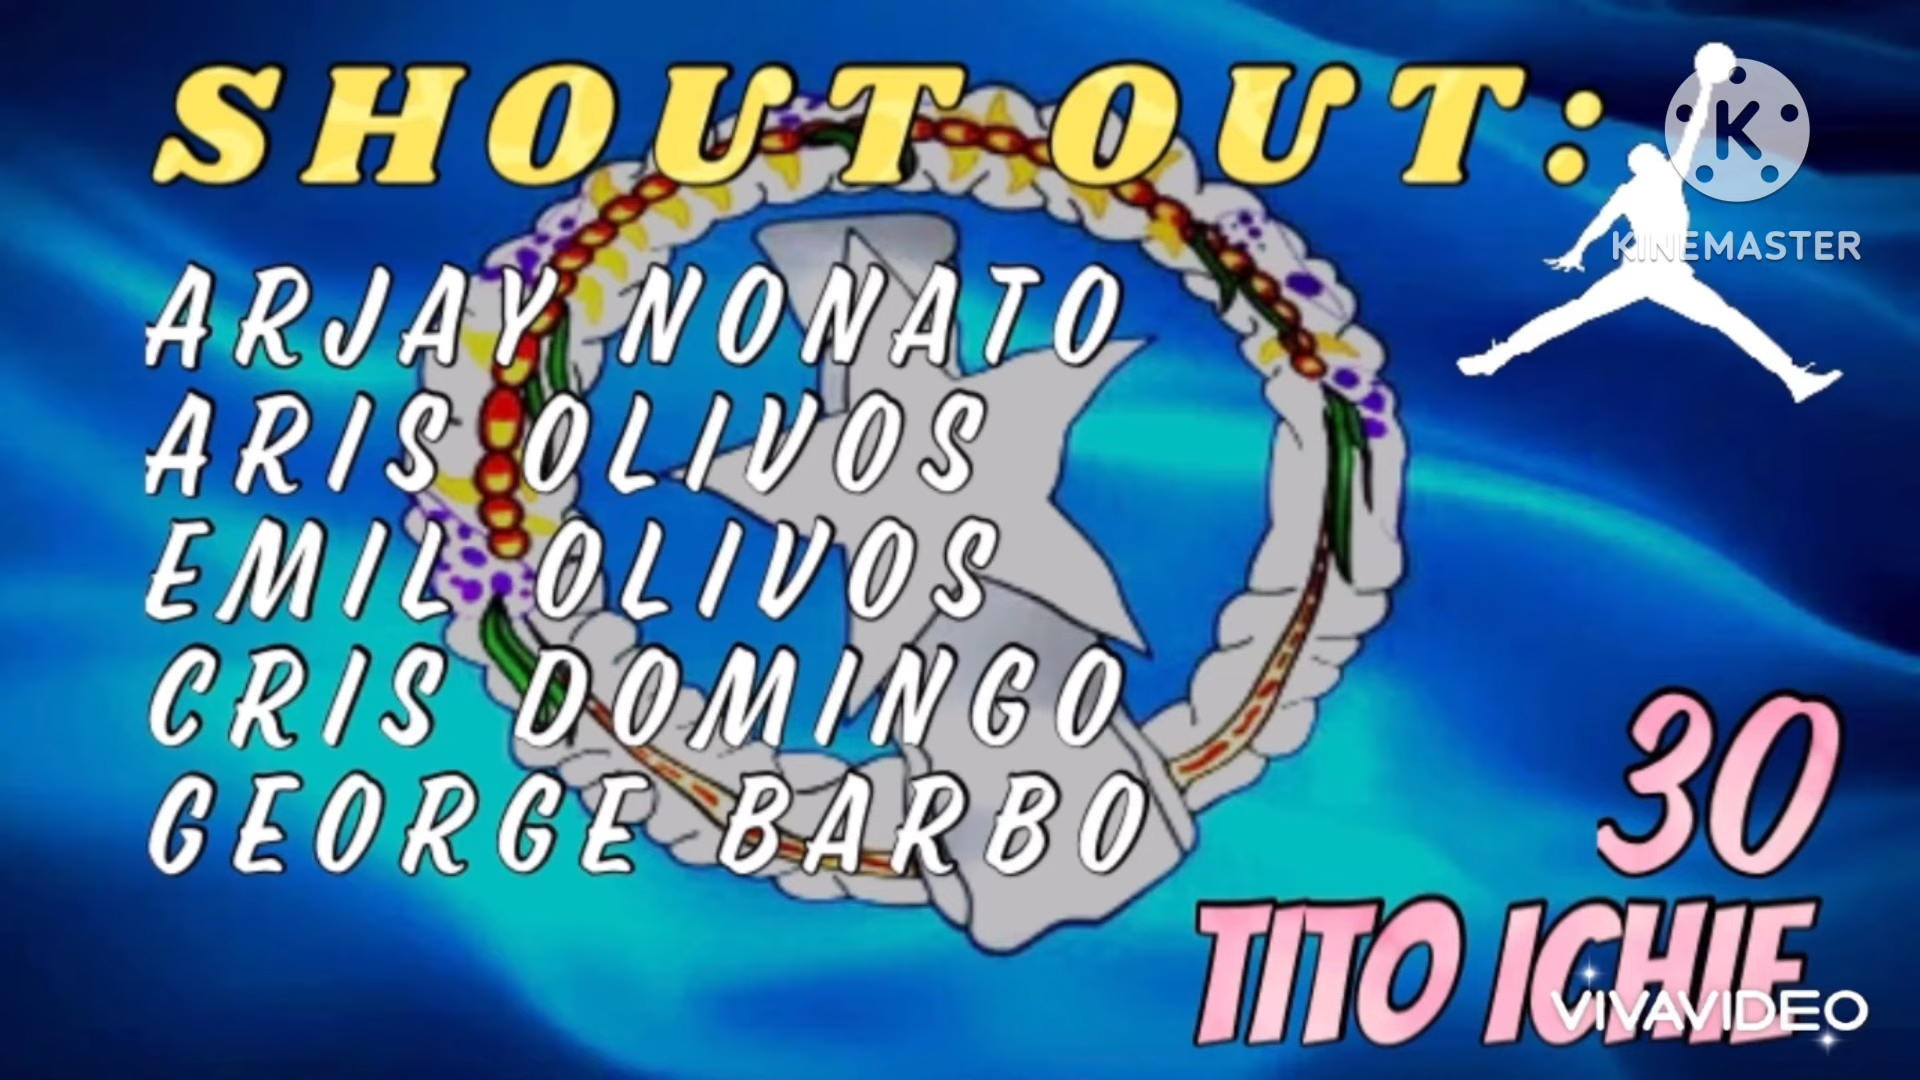 SHOUT OUT:
ARJAY NONATO
ARIS OLIVOS
EMIL OLIVOS
CRIS DOMINGO
GEORGE BARBO
K
KINEMASTER
30
TITO ICHIE
VIVAVIDEO